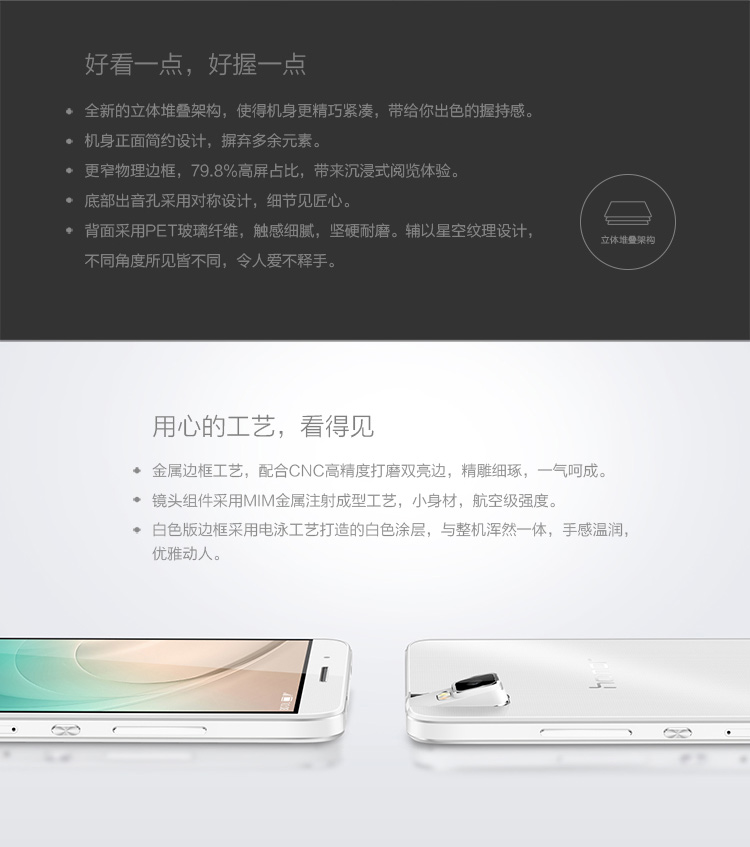 好看一点，好握一点
全新的立体堆叠架构，使得机身更精巧紧凑，带给你出色的握持感。
机身正面简约设计，摒弃多余元素。
更窄物理边框，79.8%高屏占比，带来沉浸式阅览体验。
底部出音孔采用对称设计，细节见匠心。
背面采用PET玻璃纤维，触感细腻，坚硬耐磨。辅以星空纹理设计，
不同角度所见皆不同，令人爱不释手。
立体堆叠架构
用心的工艺，看得见
金属边框工艺，配合CNC高精度打磨双亮边，精雕细琢，一气呵成。
镜头组件采用MIM金属注射成型工艺，小身材，航空级强度。
白色版边框采用电泳工艺打造的白色涂层，与整机浑然一体，手感温润，
优雅动人。
honor